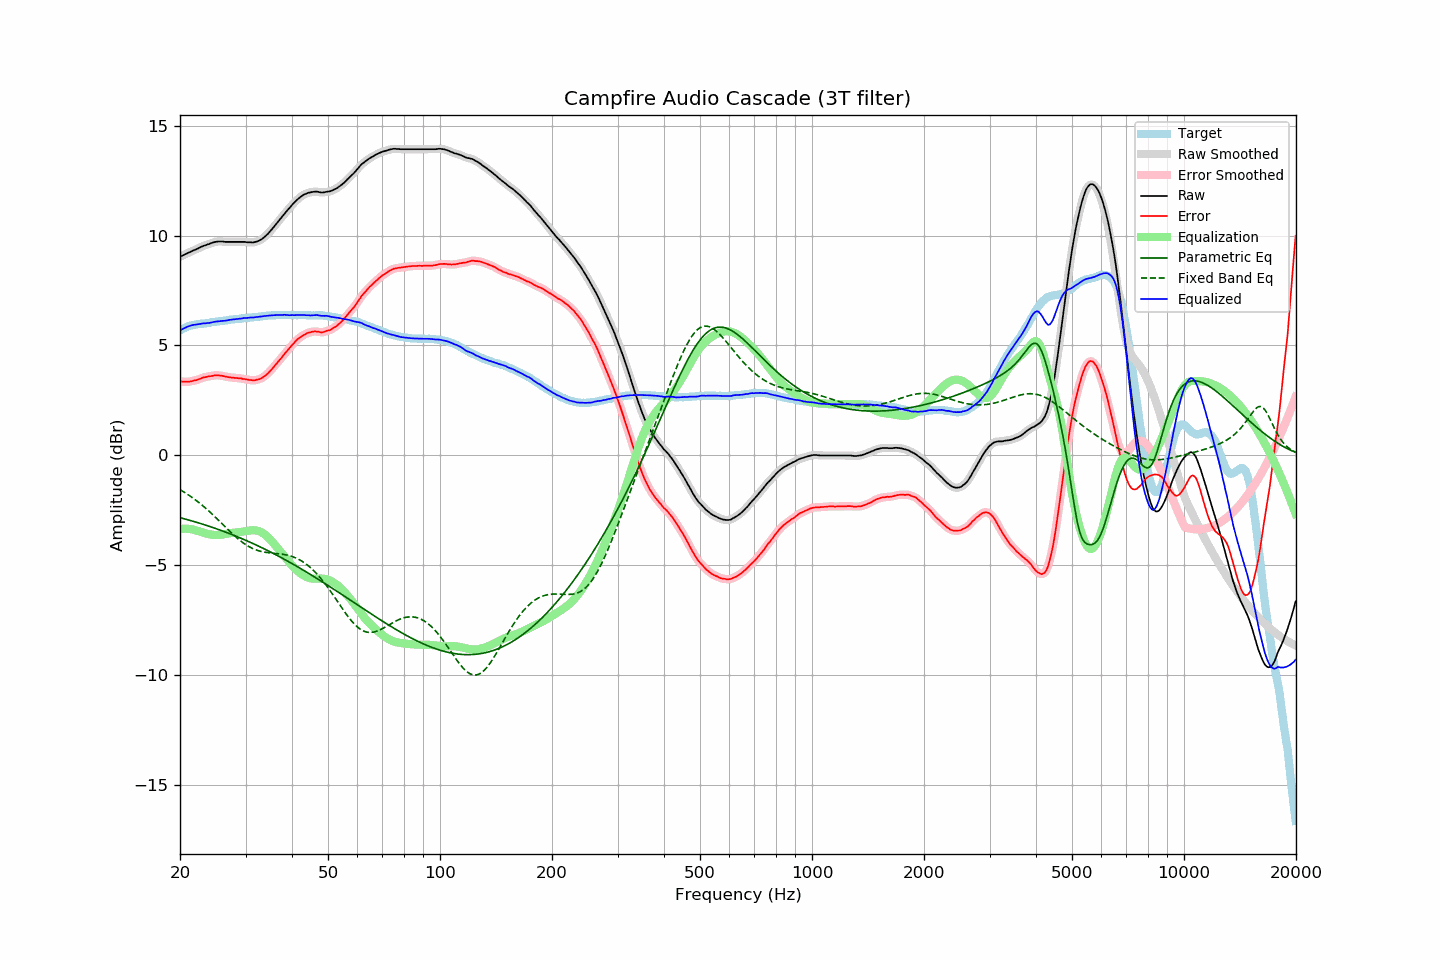 Campfire Audio Cascade (3T filter)
Target
Raw Smoothed
Error Smoothed
Raw
Error
Equalization
Parametric Eq
Fixed Band Eq
Equalized
Amplitude (dBr)
15
10
5
0
−5
−10
−15
20 50 100 200 500 1000 2000 5000 10000 20000
Frequency (Hz)